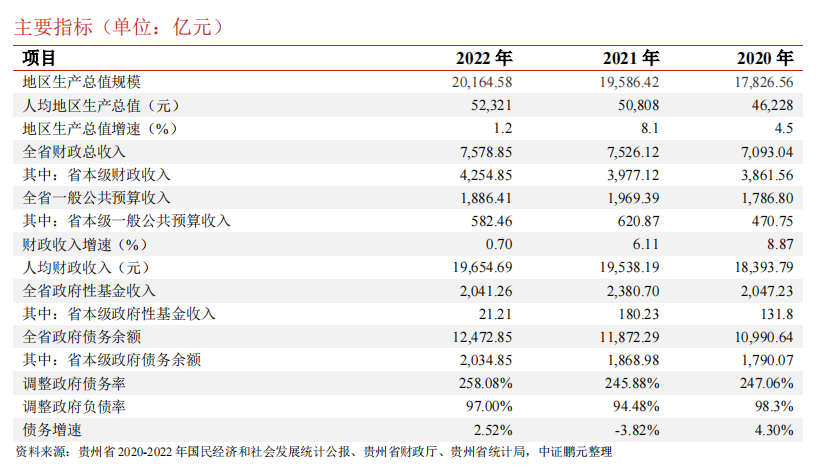 主要指标（单位：亿元）
项目 2022 年 2021 年 2020 年
地区生产总值规模 20,164.58 19,586.42 17,826.56
人均地区生产总值（元） 52,321 50,808 46,228
地区生产总值增速（%） 1.2 8.1 4.5
全省财政总收入 7,578.85 7,526.12 7,093.04
其中：省本级财政收入 4,254.85 3,977.12 3,861.56
全省一般公共预算收入 1,886.41 1,969.39 1,786.80
其中：省本级一般公共预算收入 582.46 620.87 470.75
财政收入增速（%） 0.70 6.11 8.87
人均财政收入（元） 19,654.69 19,538.19 18,393.79
全省政府性基金收入 2,041.26 2,380.70 2,047.23
其中：省本级政府性基金收入 21.21 180.23 131.8
全省政府债务余额 12,472.85 11,872.29 10,990.64
其中：省本级政府债务余额 2,034.85 1,868.98 1,790.07
调整政府债务率 258.08% 245.88% 247.06%
调整政府负债率 97.00% 94.48% 98.3%
债务增速 2.52% -3.82% 4.30%
资料来源：贵州省 2020-2022 年国民经济和社会发展统计公报、贵州省财政厅、贵州省统计局，中证鹏元整理